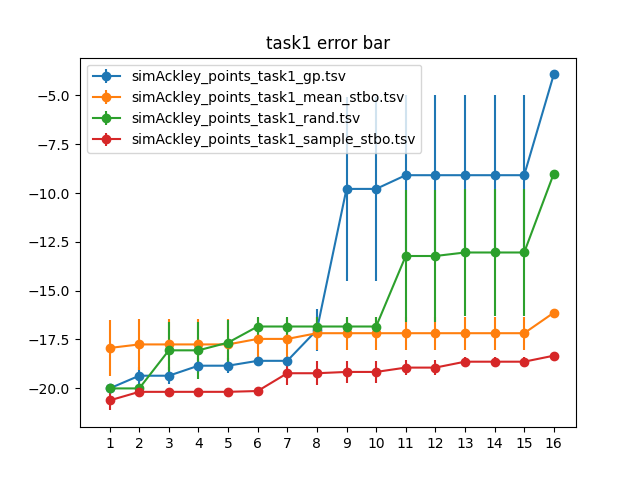 task1 error bar
simAckley_points_task1_gp.tsv
simAckley_points_task1_mean_stbo.tsv
simAckley_points_task1_rand.tsv
simAckley_points_task1_sample_stbo.tsv
−5.0
−7.5
−10.0
−12.5
−15.0
−17.5
−20.0
1 2 3 4 5 6 7 8 9 10 11 12 13 14 15 16